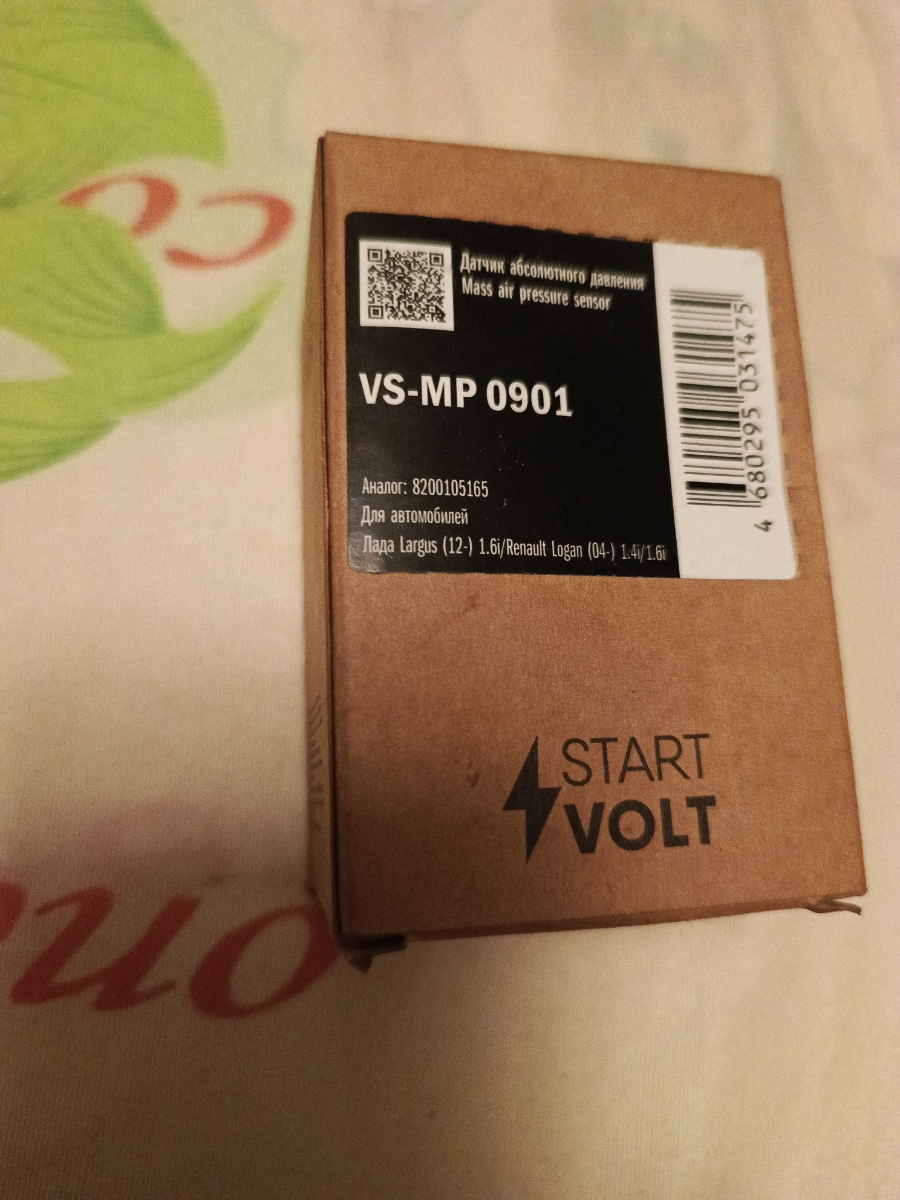 Датчик абсолютного давления
Mass air pressure sensor
VS-MP 0901
Аналог: 8200105165
Для автомобилей
Лада Largus (12-) 1.6i/Renault Logan (04-) 1.4i/1.6i
4 680295 031475
START
VOLT